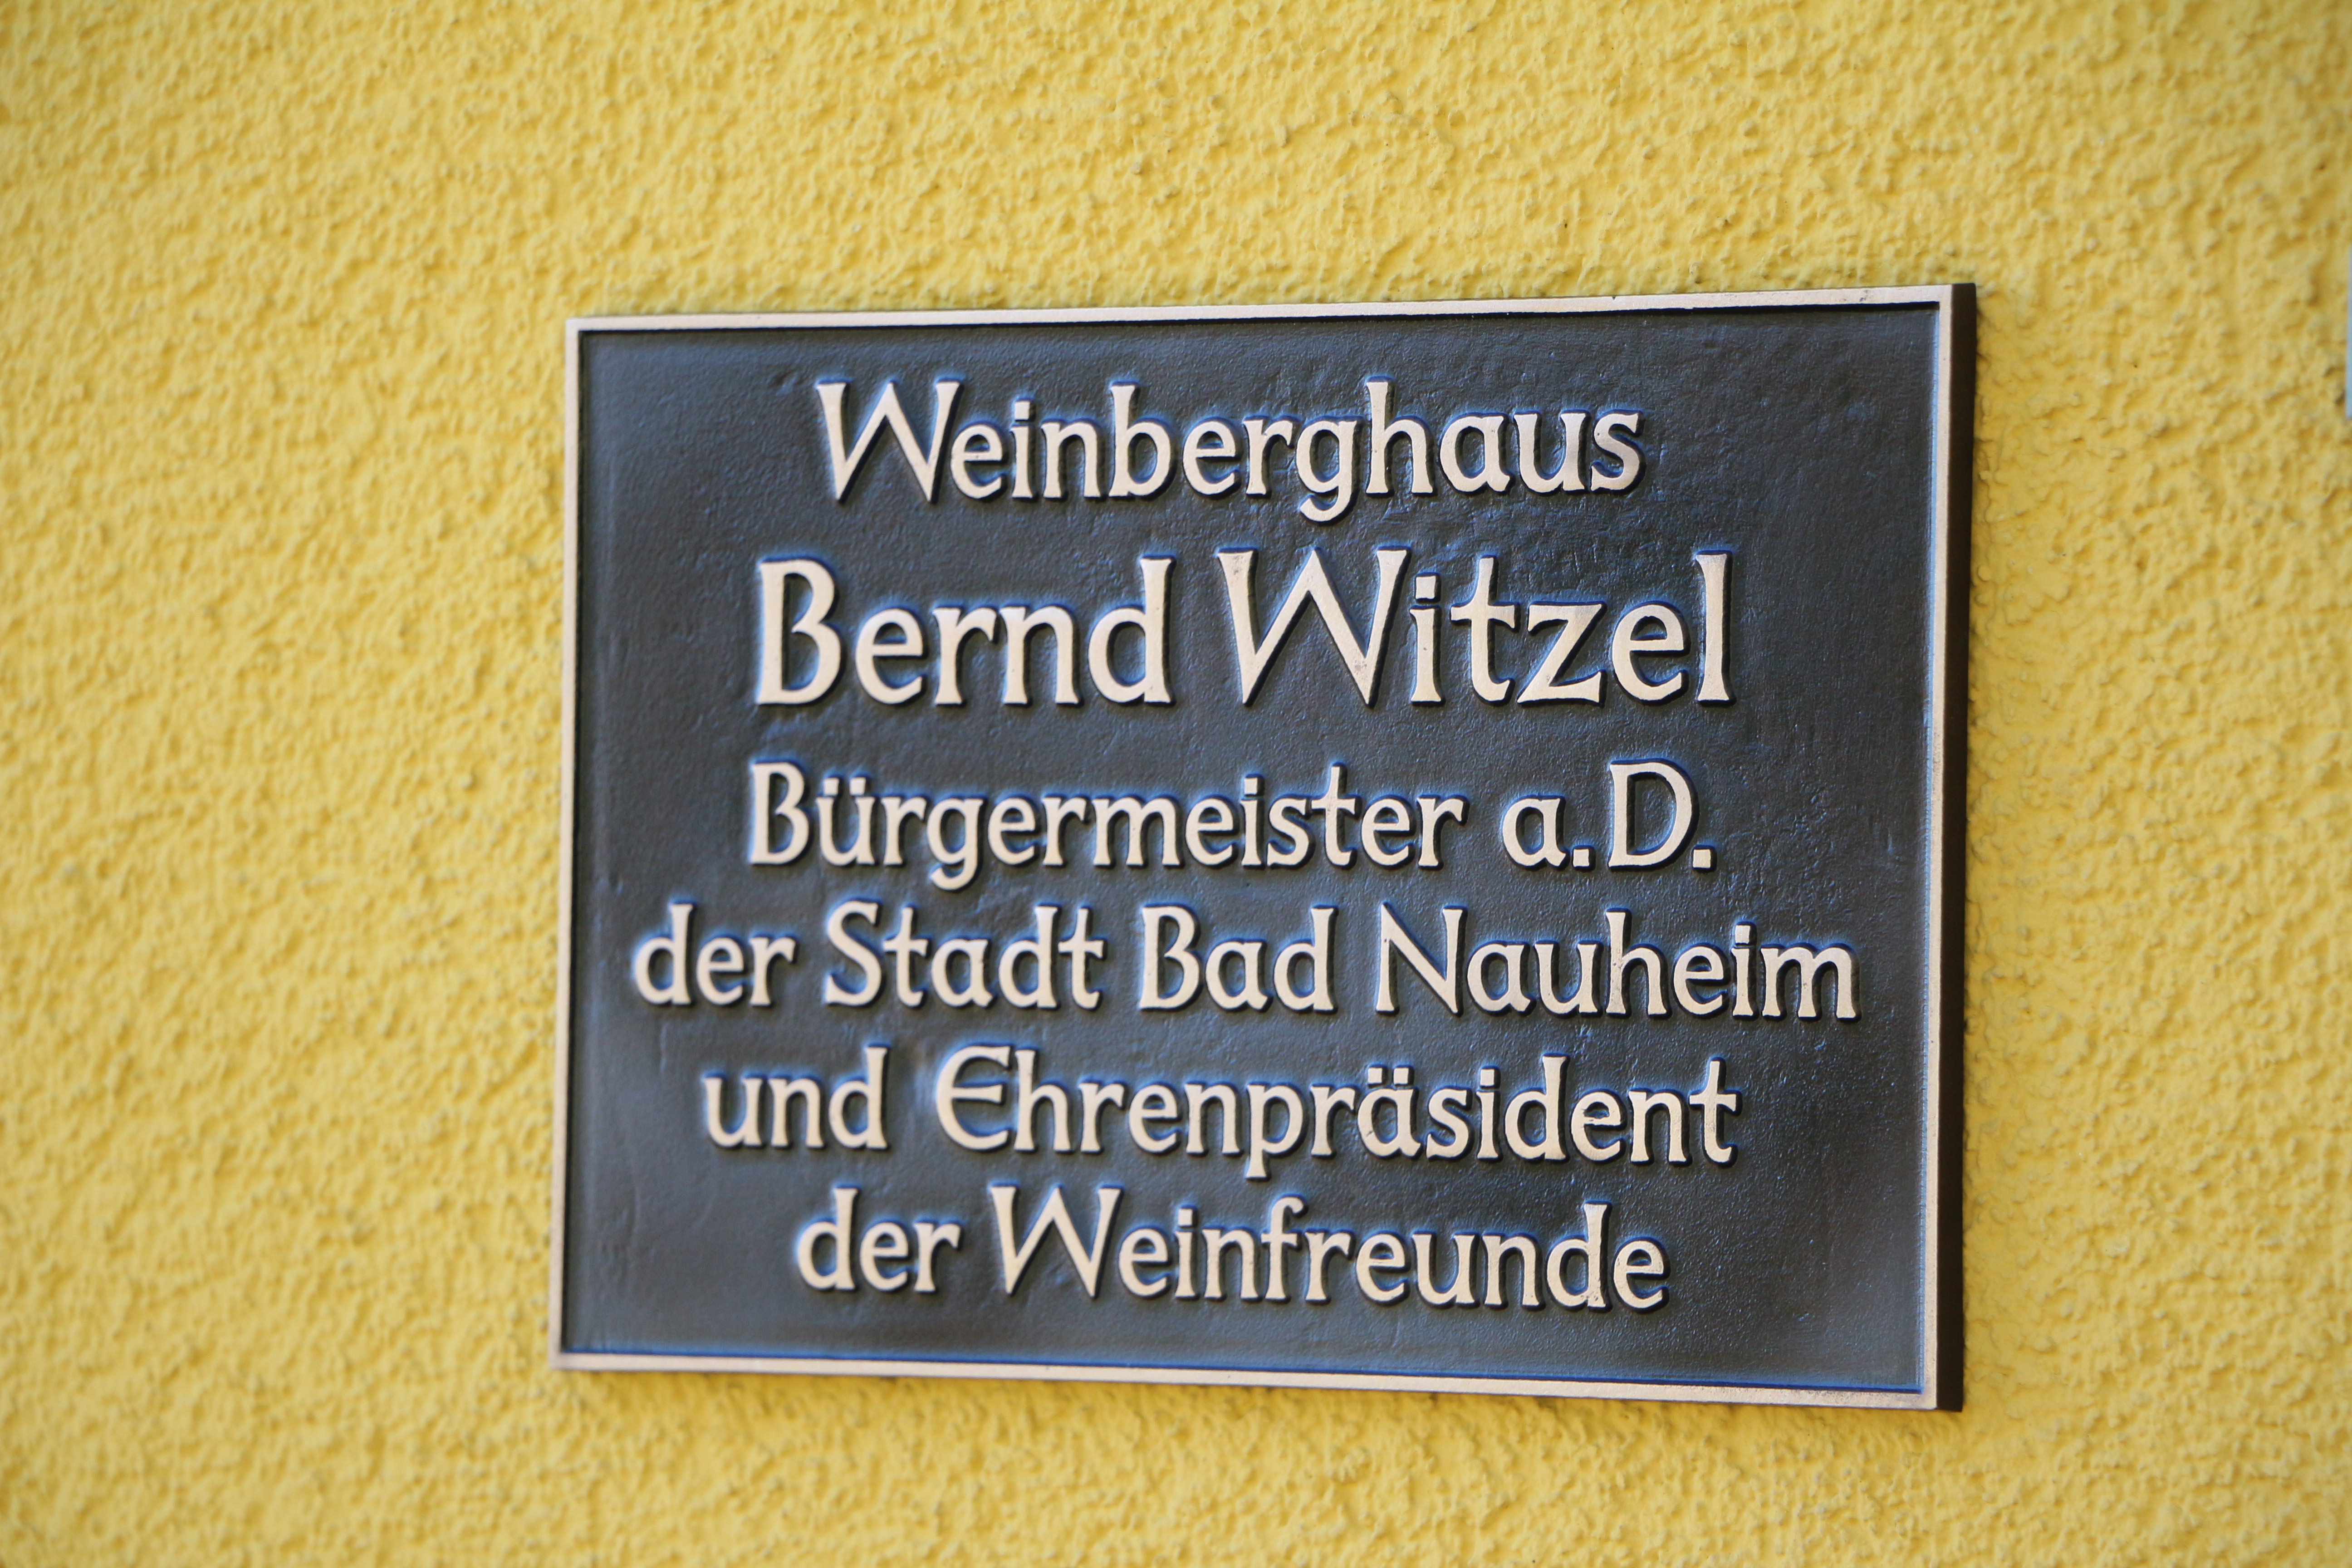 Weinberghaus
Bernd Witzel
Bürgermeister a.D.
der Stadt Bad Nauheim
und Ehrenpräsident
der Weinfreunde